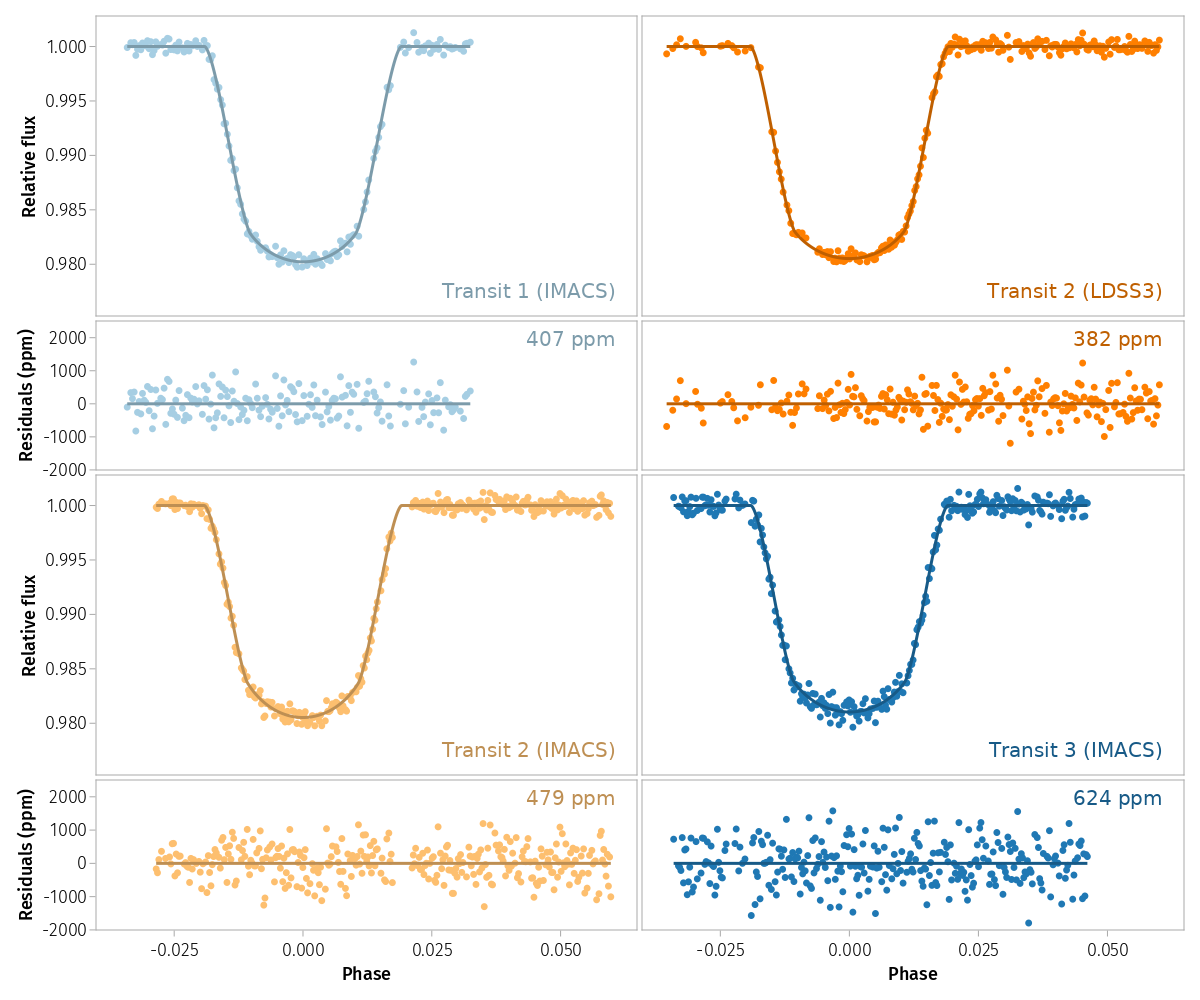 1.000
0.995
0.990
0.985
0.980
Relative flux
Transit 1 (IMACS)
Transit 2 (LDSS3)
2000
1000
0
-1000
-2000
Residuals (ppm)
407 ppm
382 ppm
1.000
0.995
0.990
0.985
0.980
Relative flux
Transit 2 (IMACS)
Transit 3 (IMACS)
2000
1000
0
-1000
-2000
Residuals (ppm)
479 ppm
624 ppm
-0.025 0.000 0.025 0.050
-0.025 0.000 0.025 0.050
Phase
Phase